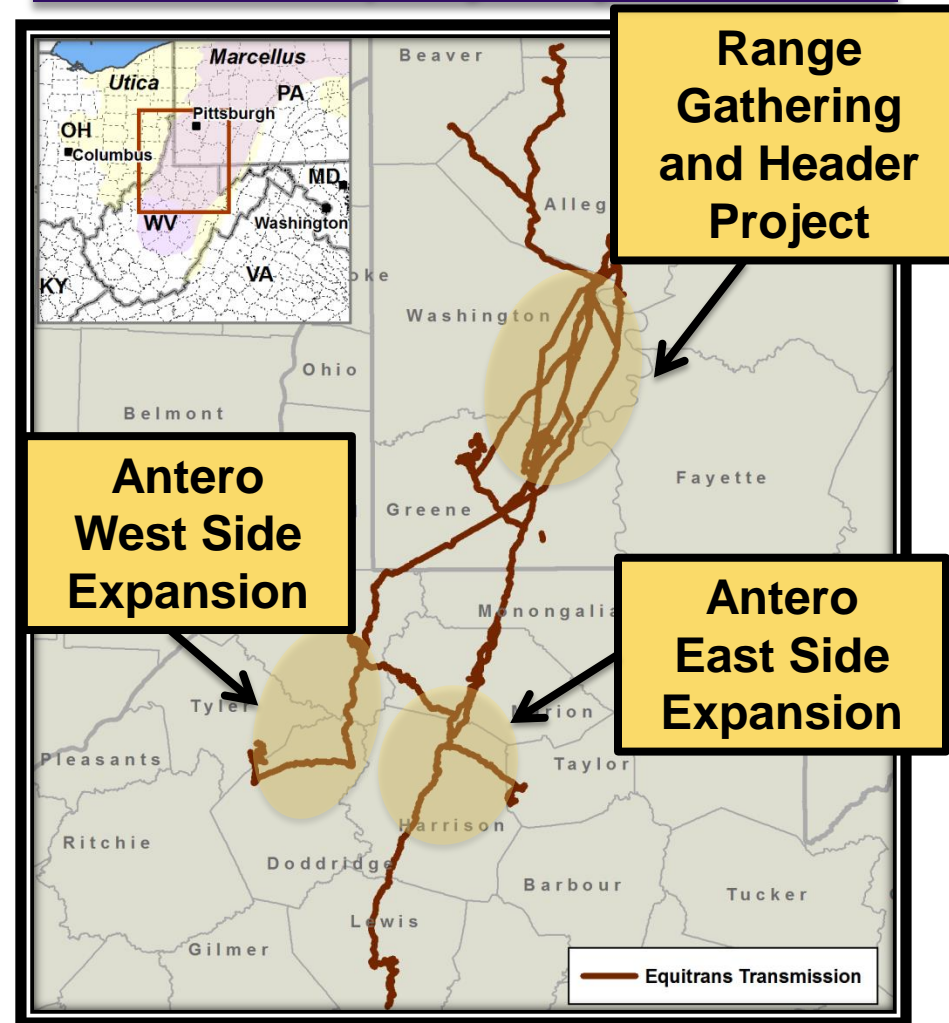 Marcellus
Utica
PA
Pittsburgh
OH
Columbus
MD
WV
Washington
KY
VA
Beaver
Range
Gathering
and Header
Project
Alleg
oke
Washington
Ohio
Belmont
Antero
West Side
Expansion
Greene
Fayette
Antero
East Side
Expansion
Monongalia
Tyler
Marion
Pleasants
Taylor
Ritchie
Harrison
Doddridge
Barbour
Tucker
Lewis
Gilmer
Equitrans Transmission